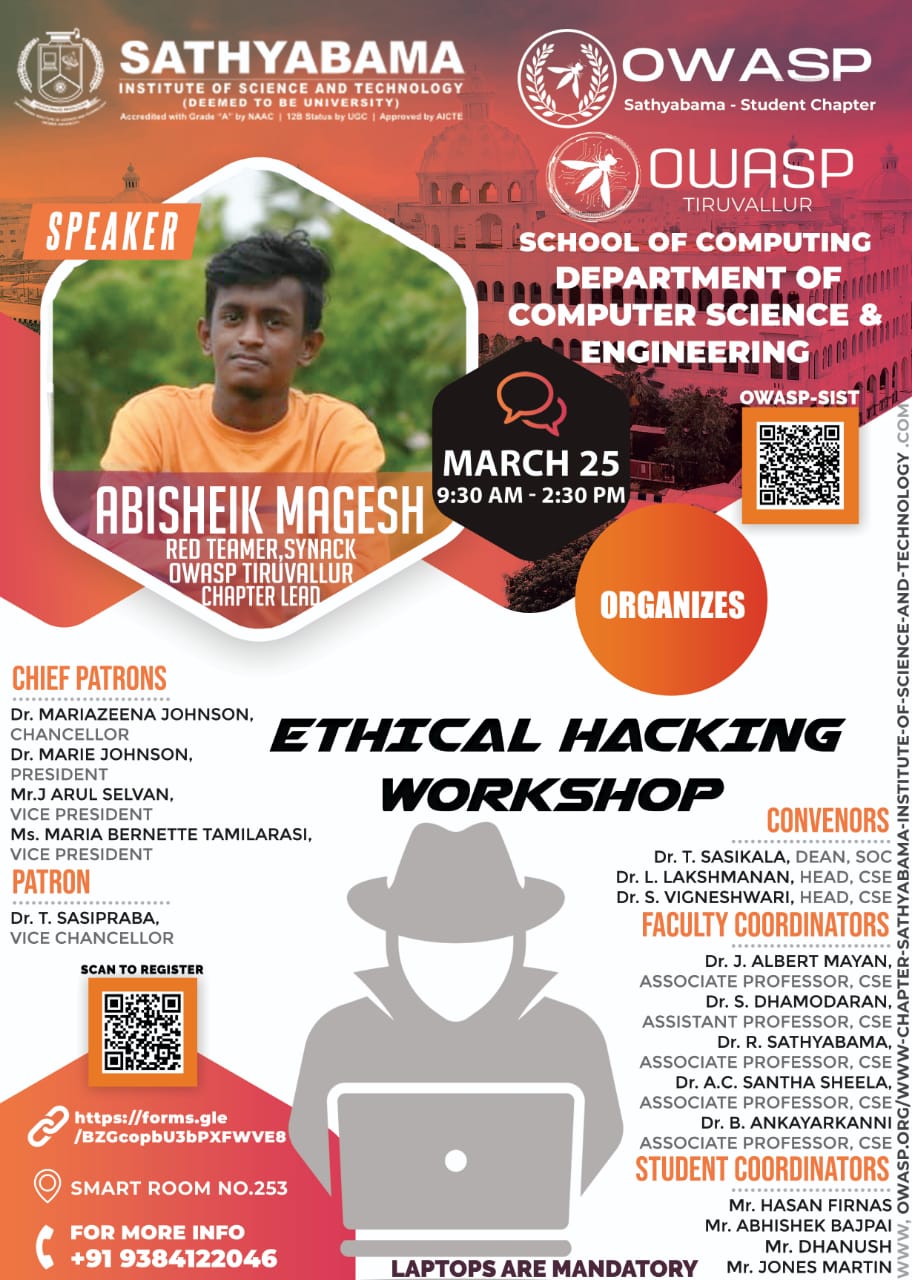 SATHYABAMA
INSTITUTE OF SCIENCE AND TECHNOLOGY
(DEEMED TO BE UNIVERSITY)
Accredited with Grade "A" by NAAC | 12B Status by UGC | Approved by AICTE
OWASP
Sathyabama - Student Chapter
OWASP
TIRUVALLUR
SCHOOL OF COMPUTING
DEPARTMENT OF
COMPUTER SCIENCE &
ENGINEERING
SPEAKER
ABISHEIK MAGESH
RED TEAMER,SYNACK
OWASP TIRUVALLUR
CHAPTER LEAD
MARCH 25
9:30 AM - 2:30 PM
OWASP-SIST
ORGANIZES
ETHICAL HACKING
WORKSHOP
CHIEF PATRONS
Dr. MARIAZEENA JOHNSON,
CHANCELLOR
Dr. MARIE JOHNSON,
PRESIDENT
Mr.J ARUL SELVAN,
VICE PRESIDENT
Ms. MARIA BERNETTE TAMILARASI,
VICE PRESIDENT
PATRON
Dr. T. SASIPRABA,
VICE CHANCELLOR
SCAN TO REGISTER
https://forms.gle
/BZGcopbU3bPXFWVE8
SMART ROOM NO.253
FOR MORE INFO
+91 9384122046
CONVENORS
Dr. T. SASIKALA, DEAN, SOC
Dr. L. LAKSHMANAN, HEAD, CSE
Dr. S. VIGNESHWARI, HEAD, CSE
FACULTY COORDINATORS
Dr. J. ALBERT MAYAN,
ASSOCIATE PROFESSOR, CSE
Dr. S. DHAMODARAN,
ASSISTANT PROFESSOR, CSE
Dr. R. SATHYABAMA,
ASSOCIATE PROFESSOR, CSE
Dr. A.C. SANTHA SHEELA,
ASSOCIATE PROFESSOR, CSE
Dr. B. ANKAYARKANNI
ASSOCIATE PROFESSOR, CSE
STUDENT COORDINATORS
Mr. HASAN FIRNAS
Mr. ABHISHEK BAJPAI
Mr. DHANUSH
Mr. JONES MARTIN
LAPTOPS ARE MANDATORY
WWW, OWASP.ORG/WWW-CHAPTER-SATHYABAMA-INSTITUTE-OF-SCIENCE-AND-TECHNOLOGY .COM